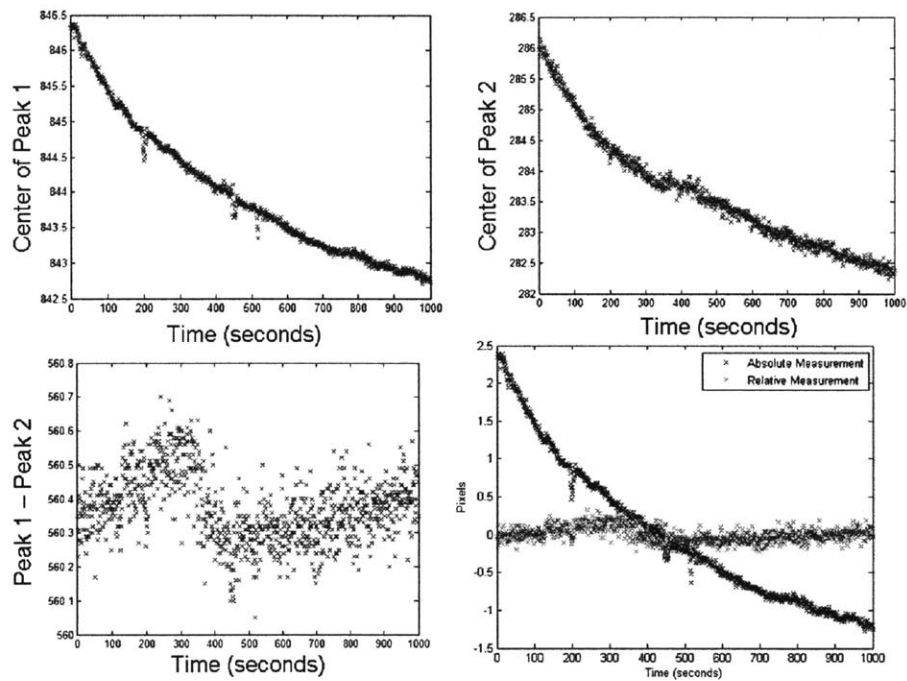 846.5
846
845.5
845
844.5
844
843.5
843
842.5
Center of Peak 1
0 100 200 300 400 500 600 700 800 900 1000
Time (seconds)
286.5
286
285.5
285
284.5
284
283.5
283
282.5
282
Center of Peak 2
0 100 200 300 400 500 600 700 800 900 1000
Time (seconds)
560.8
560.7
560.6
560.5
560.4
560.3
560.2
560.1
560
Peak 1 – Peak 2
0 100 200 300 400 500 600 700 800 900 1000
Time (seconds)
2.5
2
1.5
1
0.5
0
-0.5
-1
-1.5
Pixels
× Absolute Measurement
× Relative Measurement
0 100 200 300 400 500 600 700 800 900 1000
Time (seconds)